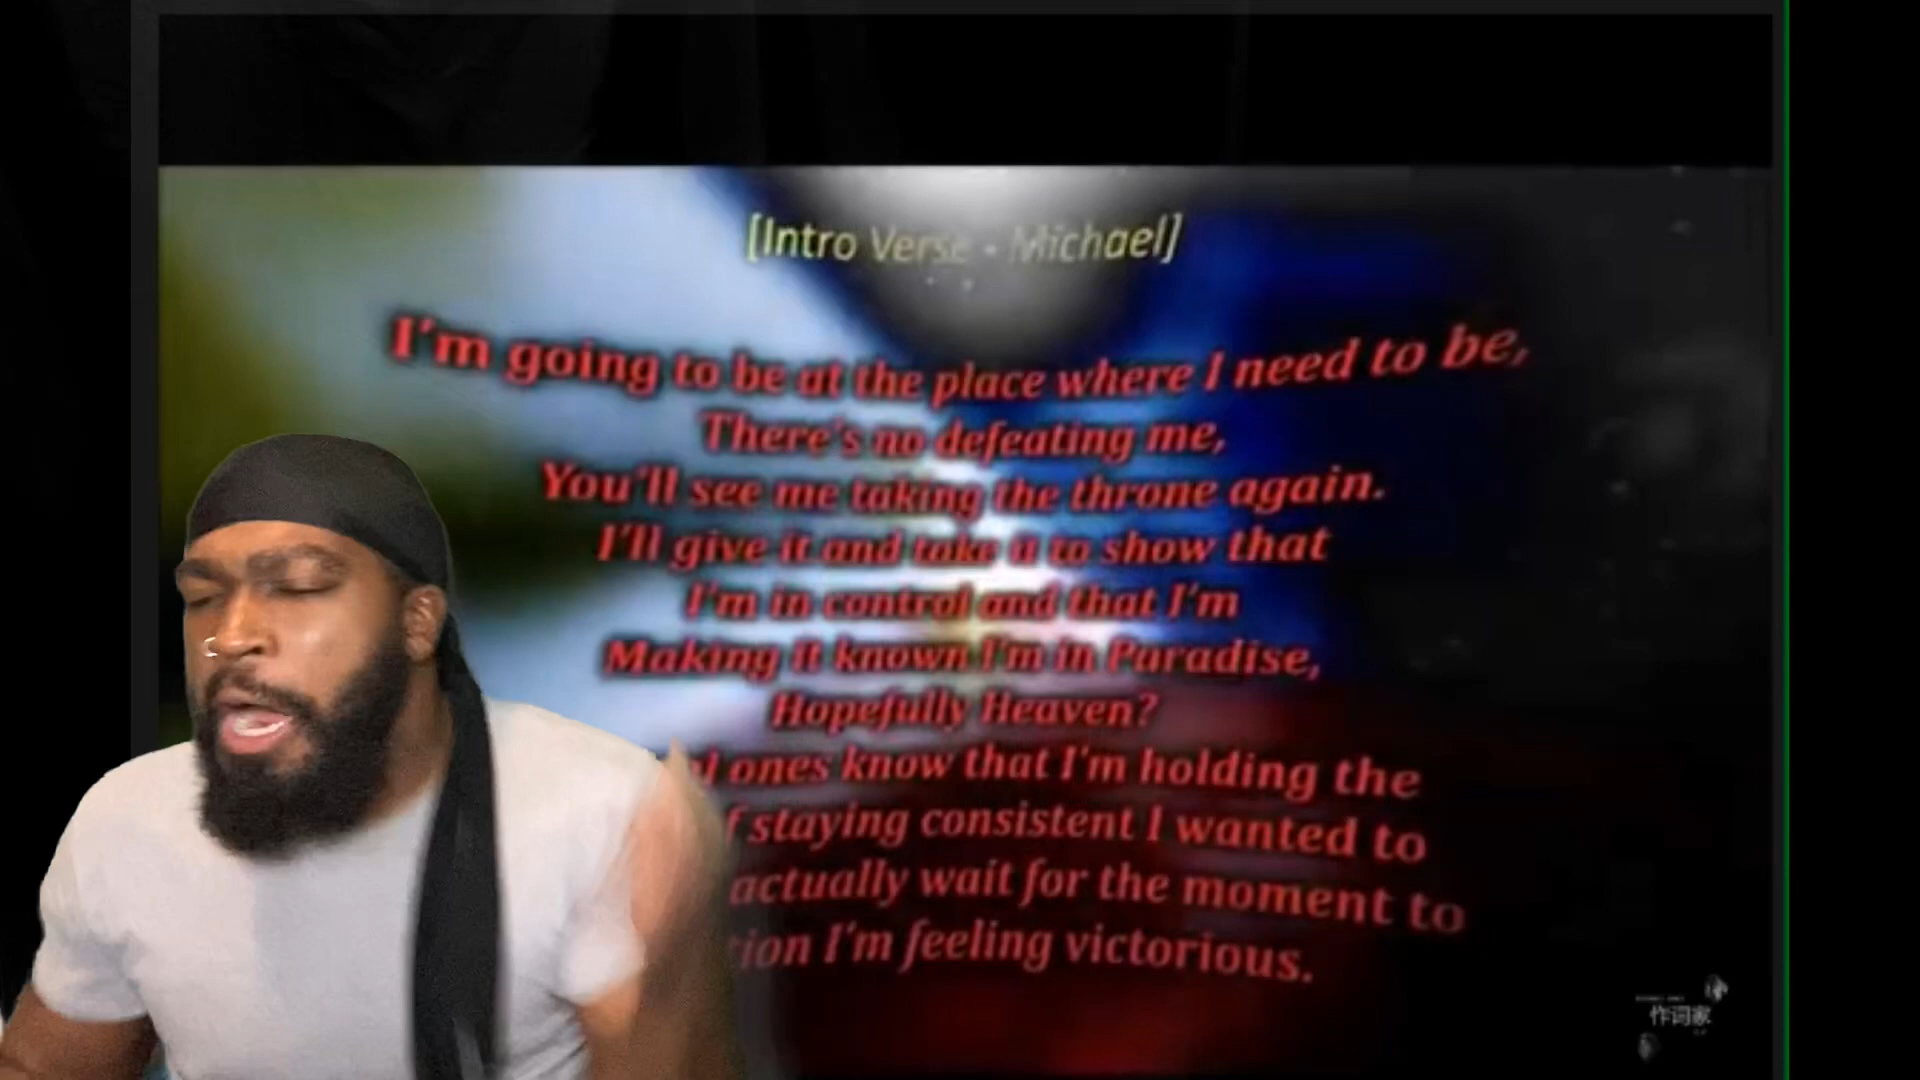 [Intro Verse - Michael]
I'm going to be at the place where I need to be,
There's no defeating me,
You'll see me taking the throne again.
I'll give it and take it to show that
I'm in control and that I'm
Making it known I'm in Paradise,
Hopefully Heaven?
ones know that I'm holding the
staying consistent I wanted to
actually wait for the moment to
I'm feeling victorious.
作词家